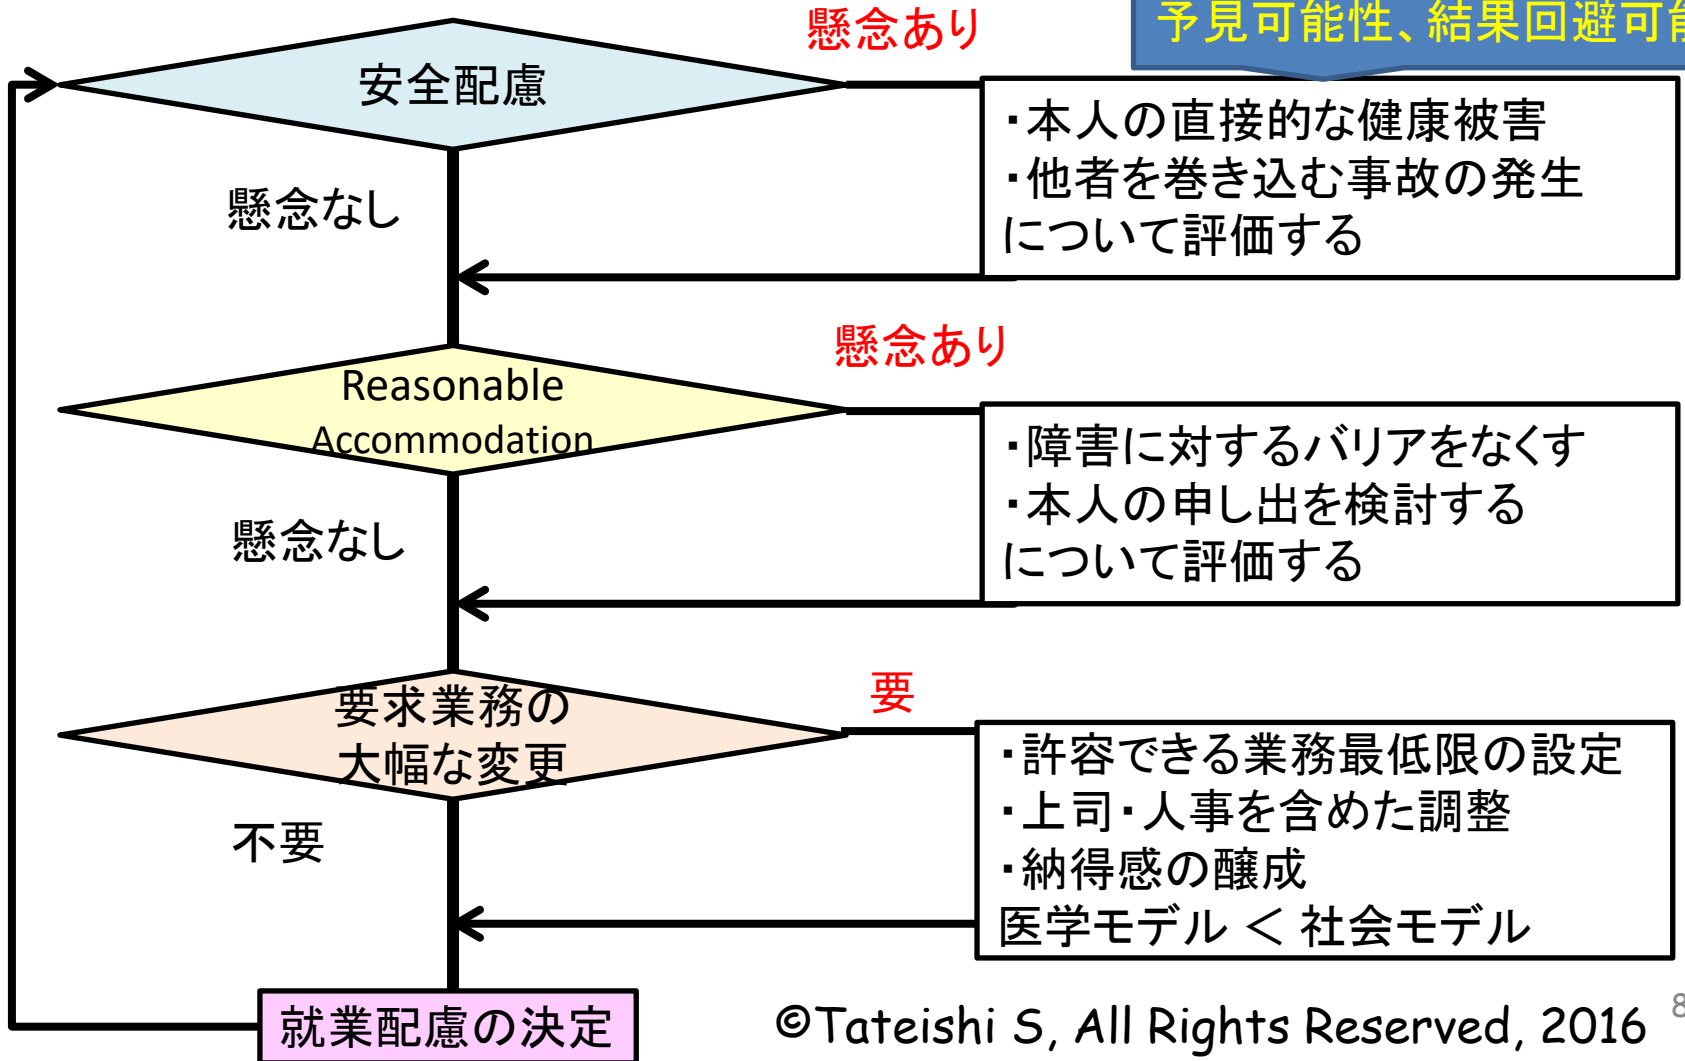 懸念あり
予見可能性、結果回避可能
安全配慮
・本人の直接的な健康被害
・他者を巻き込む事故の発生
について評価する
懸念なし
懸念あり
Reasonable
Accommodation
・障害に対するバリアをなくす
・本人の申し出を検討する
について評価する
懸念なし
要
要求業務の
大幅な変更
・許容できる業務最低限の設定
・上司・人事を含めた調整
・納得感の醸成
医学モデル ＜ 社会モデル
不要
就業配慮の決定
©Tateishi S, All Rights Reserved, 2016
8